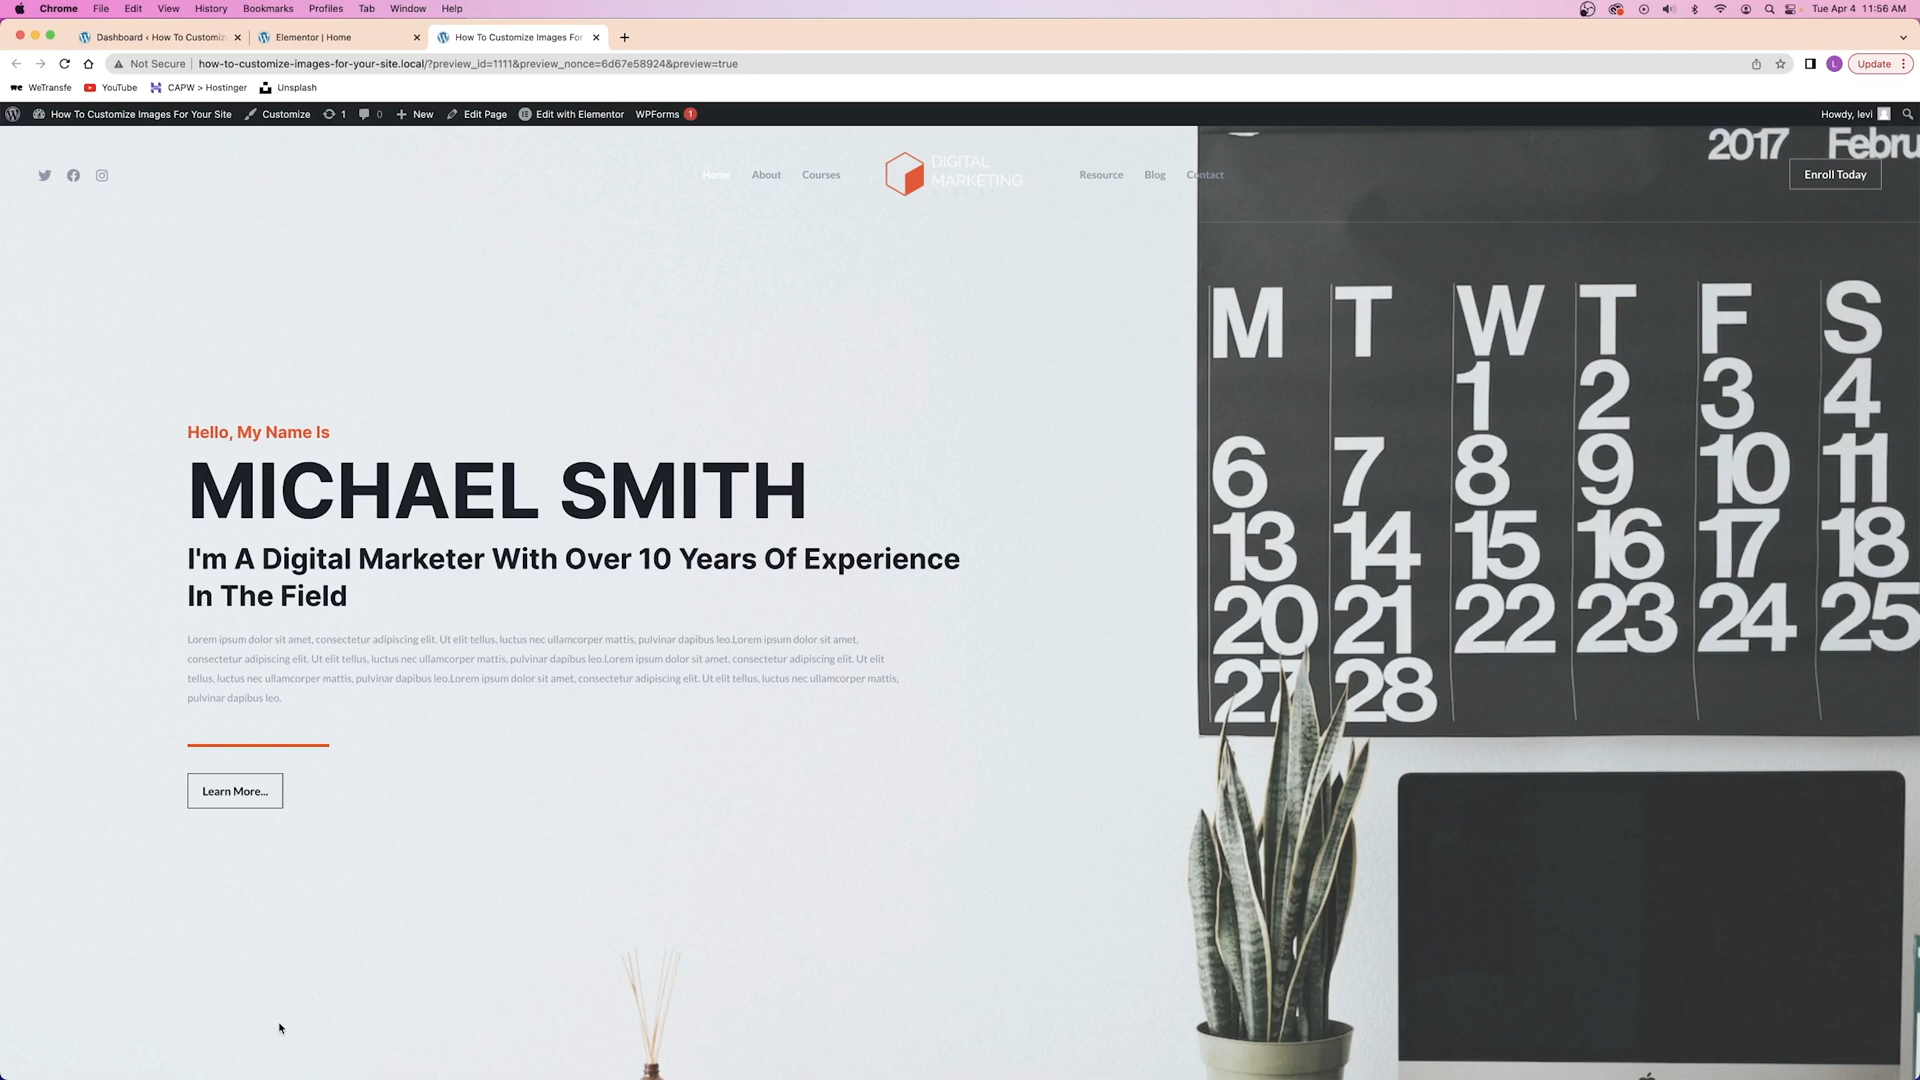 Chrome File Edit View History Bookmarks Profiles Tab Window Help Tue Apr 4 11:56 AM
Dashboard ‹ How To Customiz Elementor | Home How To Customize Images For
Not Secure how-to-customize-images-for-your-site.local/?preview_id=1111&preview_nonce=6d67e58924&preview=true L Update
WeTransfe YouTube CAPW > Hostinger Unsplash
How To Customize Images For Your Site Customize 1 0 New Edit Page Edit with Elementor WPForms 1 Howdy, levi
2017 Febru
Home About Courses DIGITAL MARKETING Resource Blog Contact Enroll Today
M T W T F S
1 2 3 4
6 7 8 9 10 11
13 14 15 16 17 18
20 21 22 23 24 25
27 28
Hello, My Name Is
MICHAEL SMITH
I'm A Digital Marketer With Over 10 Years Of Experience
In The Field
Lorem ipsum dolor sit amet, consectetur adipiscing elit. Ut elit tellus, luctus nec ullamcorper mattis, pulvinar dapibus leo.Lorem ipsum dolor sit amet,
consectetur adipiscing elit. Ut elit tellus, luctus nec ullamcorper mattis, pulvinar dapibus leo.Lorem ipsum dolor sit amet, consectetur adipiscing elit. Ut elit
tellus, luctus nec ullamcorper mattis, pulvinar dapibus leo.Lorem ipsum dolor sit amet, consectetur adipiscing elit. Ut elit tellus, luctus nec ullamcorper mattis,
pulvinar dapibus leo.
Learn More...